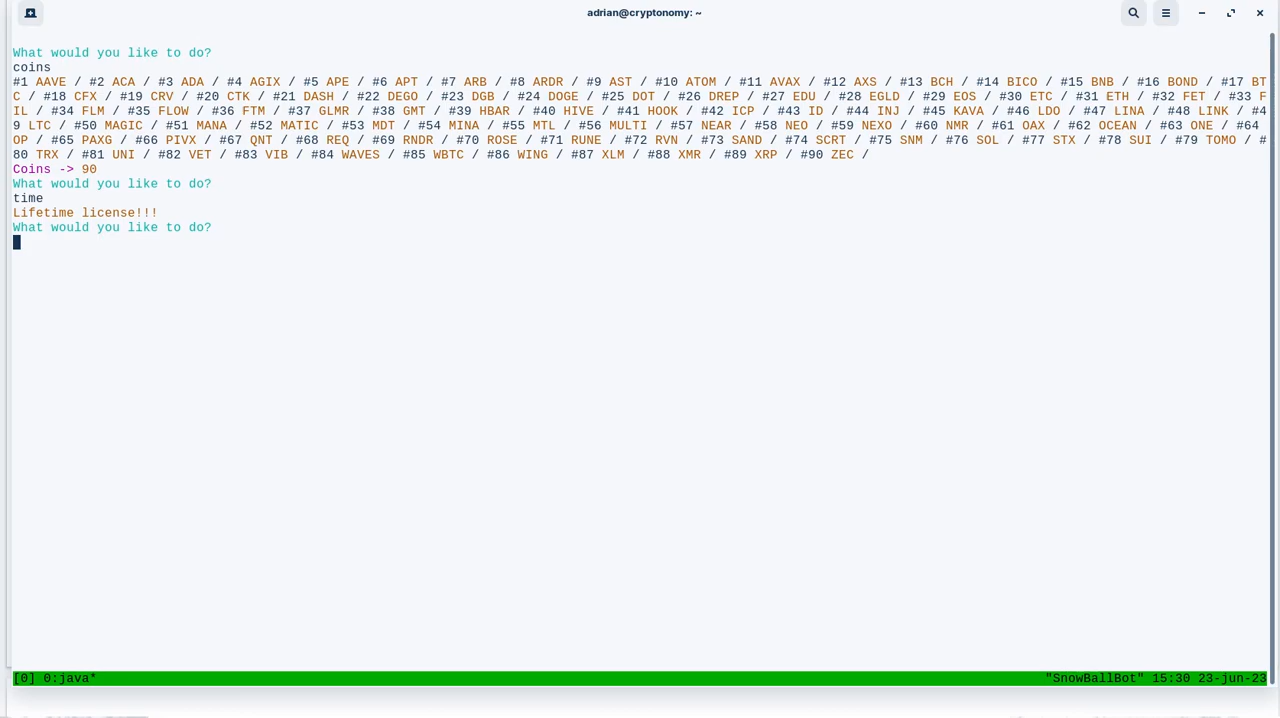 adrian@cryptonomy: ~
What would you like to do?
coins
#1 AAVE / #2 ACA / #3 ADA / #4 AGIX / #5 APE / #6 APT / #7 ARB / #8 ARDR / #9 AST / #10 ATOM / #11 AVAX / #12 AXS / #13 BCH / #14 BICO / #15 BNB / #16 BOND / #17 BT
C / #18 CFX / #19 CRV / #20 CTK / #21 DASH / #22 DEGO / #23 DGB / #24 DOGE / #25 DOT / #26 DREP / #27 EDU / #28 EGLD / #29 EOS / #30 ETC / #31 ETH / #32 FET / #33 F
IL / #34 FLM / #35 FLOW / #36 FTM / #37 GLMR / #38 GMT / #39 HBAR / #40 HIVE / #41 HOOK / #42 ICP / #43 ID / #44 INJ / #45 KAVA / #46 LDO / #47 LINA / #48 LINK / #4
9 LTC / #50 MAGIC / #51 MANA / #52 MATIC / #53 MDT / #54 MINA / #55 MTL / #56 MULTI / #57 NEAR / #58 NEO / #59 NEXO / #60 NMR / #61 OAX / #62 OCEAN / #63 ONE / #64
OP / #65 PAXG / #66 PIVX / #67 QNT / #68 REQ / #69 RNDR / #70 ROSE / #71 RUNE / #72 RVN / #73 SAND / #74 SCRT / #75 SNM / #76 SOL / #77 STX / #78 SUI / #79 TOMO / #
80 TRX / #81 UNI / #82 VET / #83 VIB / #84 WAVES / #85 WBTC / #86 WING / #87 XLM / #88 XMR / #89 XRP / #90 ZEC /
Coins -> 90
What would you like to do?
time
Lifetime license!!!
What would you like to do?
[0] 0:java* "SnowBallBot" 15:30 23-jun-23